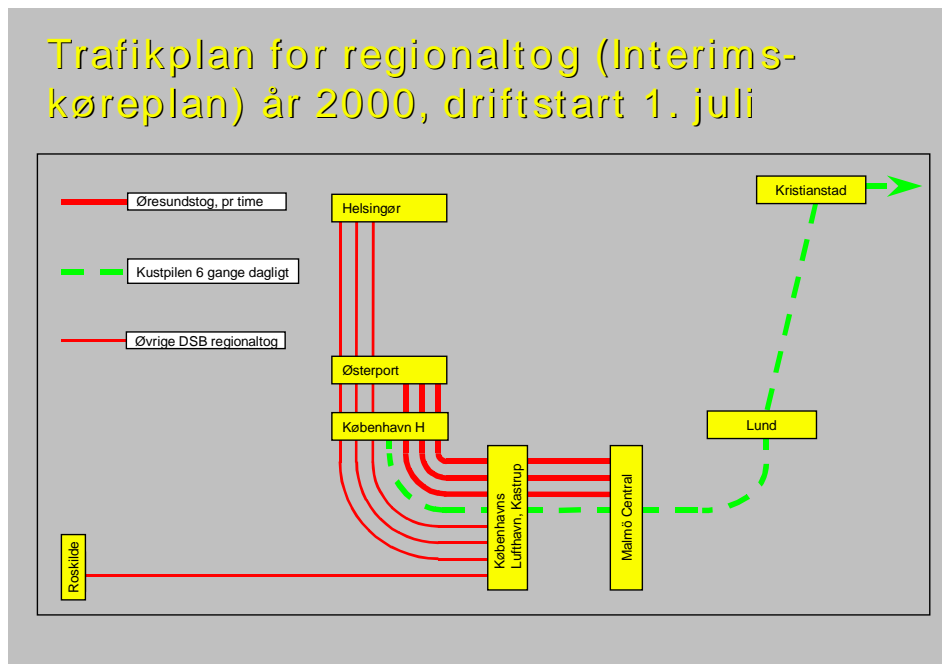 Trafikplan for regionaltog (Interims-
køreplan) år 2000, driftstart 1. juli
Kristianstad
Øresundstog, pr time
Helsingør
Kustpilen 6 gange dagligt
Øvrige DSB regionaltog
Østerport
København H
Lund
Københavns
Lufthavn, Kastrup
Malmö Central
Roskilde